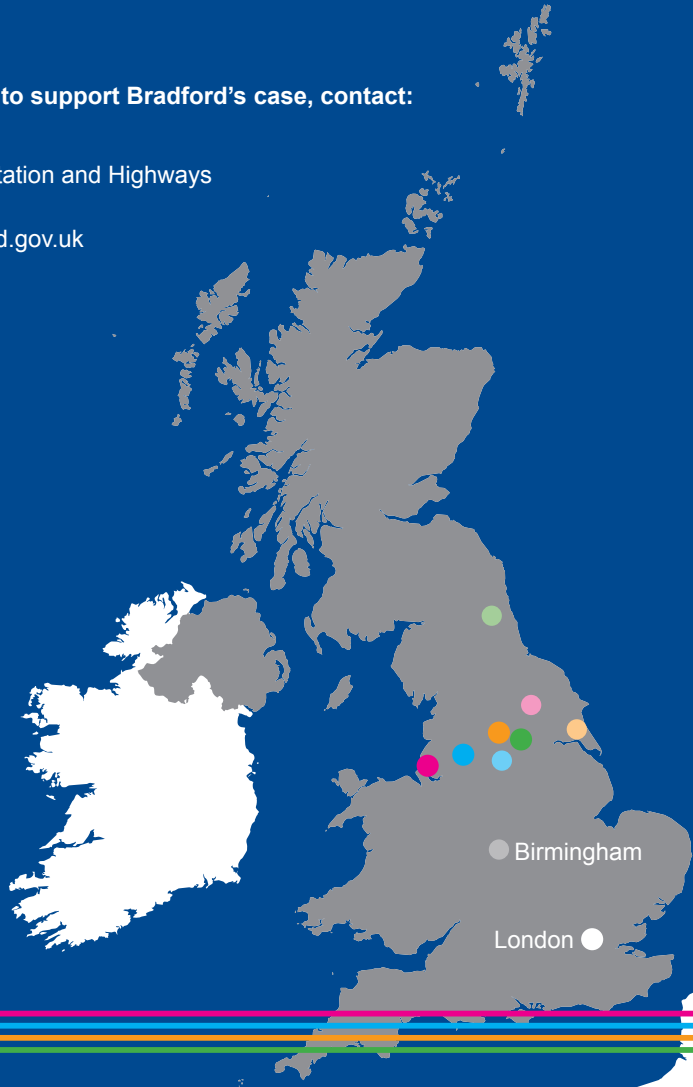 to support Bradford's case, contact:
tation and Highways
d.gov.uk
Birmingham
London